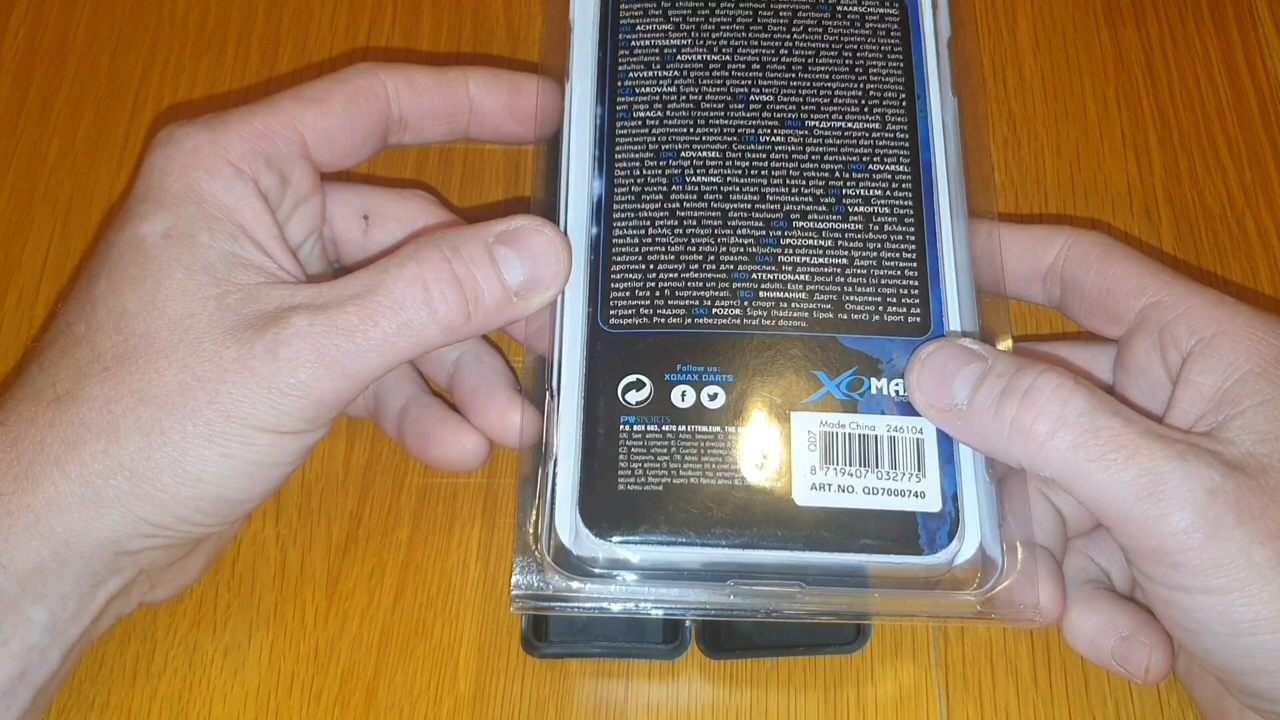 dangerous for children to play without supervision. (NL) WAARSCHUWING:
Darten (het gooien van dartpijltjes naar een dartbord) is een spel voor
volwassenen. Het laten spelen door kinderen zonder toezicht is gevaarlijk.
(D) ACHTUNG: Dart (das werfen von Darts auf eine Dartscheibe) ist ein
Erwachsenen-Sport. Es ist gefährlich Kinder ohne Aufsicht Dart spielen zu lassen.
(F) AVERTISSEMENT: Le jeu de darts (le lancer de fléchettes sur une cible) est un
jeu destiné aux adultes. Il est dangereux de laisser jouer les enfants sans
surveillance. (E) ADVERTENCIA: Dardos (tirar dardos al tablero) es un juego para
adultos. La utilización por parte de niños sin supervisión es peligroso.
(I) AVVERTENZA: Il gioco delle freccette (lanciare freccette contro un bersaglio)
é destinato agli adulti. Lasciar giocare i bambini senza sorveglianza é pericoloso.
(CZ) VAROVÁNÍ: Šipky (házení šipek na terč) jsou sport pro dospělé. Pro děti je
nebezpečné hrát je bez dozoru. (P) AVISO: Dardos (lançar dardos a um alvo) é
um jogo de adultos. Deixar usar por crianças sem supervisão é perigoso.
(PL) UWAGA: Rzutki (rzucanie rzutkami do tarczy) to sport dla dorosłych. Dzieci
grające bez nadzoru to niebezpieczeństwo. (RU) ПРЕДУПРЕЖДЕНИЕ: Дартс
(метание дротиков в доску) это игра для взрослых. Опасно играть детям без
присмотра со стороны взрослых. (TR) UYARI: Dart (dart oklarının dart tahtasına
atılması) bir yetişkin oyunudur. Çocukların yetişkin gözetimi olmadan oynaması
tehlikelidir. (DK) ADVARSEL: Dart (kaste darts mod en dartskive) er et spil for
voksne. Det er farligt for børn at lege med dartspil uden opsyn. (NO) ADVARSEL:
Dart (å kaste piler på en dartskive ) er et spill for voksne. Å la barn spille uten
tilsyn er farlig. (S) VARNING: Pilkastning (att kasta pilar mot en piltavla) är ett
spel för vuxna. Att låta barn spela utan uppsikt är farligt. (H) FIGYELEM: A darts
(darts nyilak dobása darts táblába) felnőtteknek való sport. Gyermekek
biztonsággal csak felnőtt felügyelete mellett játszhatnak. (FI) VAROITUS: Darts
(darts-tikkojen heittäminen darts-tauluun) on aikuisten peli. Lasten on
vaarallista pelata sitä ilman valvontaa. (GR) ΠΡΟΕΙΔΟΠΟΙΗΣΗ: Τα βελάκια
(βελάκια βολής σε στόχο) είναι άθλημα για ενήλικες. Είναι επικίνδυνο για τα
παιδιά να παίζουν χωρίς επίβλεψη. (HR) UPOZORENJE: Pikado igra (bacanje
strelica prema tabli na zidu) je igra isključivo za odrasle osobe.Igranje djece bez
nadzora odrasle osobe je opasno. (UA) ПОПЕРЕДЖЕННЯ: Дартс (метання
дротиків в дошку) це гра для дорослих. Не дозволяйте дітям гратися без
нагляду, це дуже небезпечно. (RO) ATENTIONARE: Jocul de darts (si aruncarea
sagetilor pe panou) este un joc pentru adulti. Este periculos sa lasati copii sa se
joace fara a fi supravegheati. (BG) ВНИМАНИЕ: Дартс (хвърляне на къси
стрелички по мишена за дартс) е спорт за възрастни. Опасно е деца да
играят без надзор. (SK) POZOR: Šípky (hádzanie šípok na terč) je šport pre
dospelých. Pre deti je nebezpečné hrať bez dozoru.
Follow us:
XQMAX DARTS
XQMA
PW SPORTS
P.O. BOX 683, 4870 AR ETTENLEUR, THE
(UK) Save address (NL) Adres bewaren
(F) Adresse à conserver (E) Conservar la dirección
Made China 246104
QD7
8 719407 032775
ART.NO. QD7000740